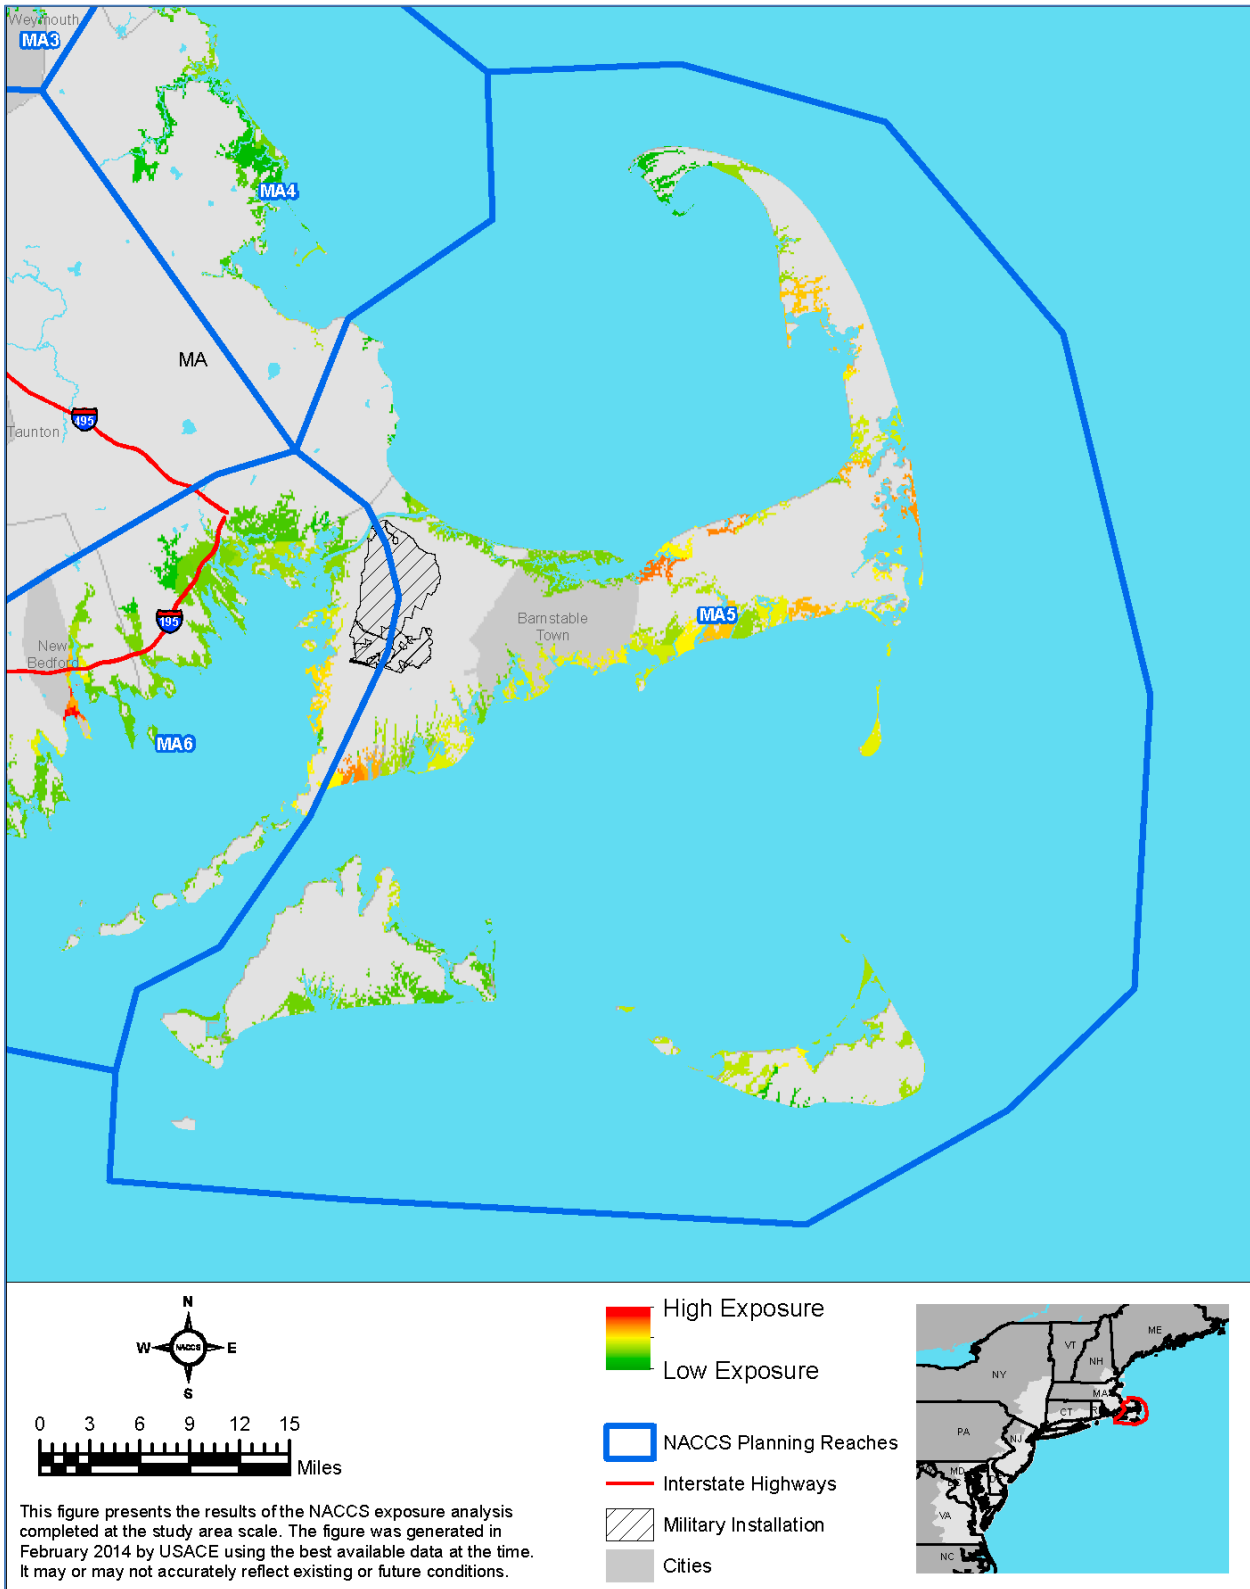 Weymouth
MA3
MA4
MA
495
Taunton
195
New
Bedford
MA6
Barnstable
Town
MA5
N
W
NACCS
E
S
0 3 6 9 12 15
Miles
This figure presents the results of the NACCS exposure analysis
completed at the study area scale. The figure was generated in
February 2014 by USACE using the best available data at the time.
It may or may not accurately reflect existing or future conditions.
High Exposure
Low Exposure
NACCS Planning Reaches
Interstate Highways
Military Installation
Cities
ME
VT
NH
NY
MA
CT
PA
NJ
MD
VA
NC